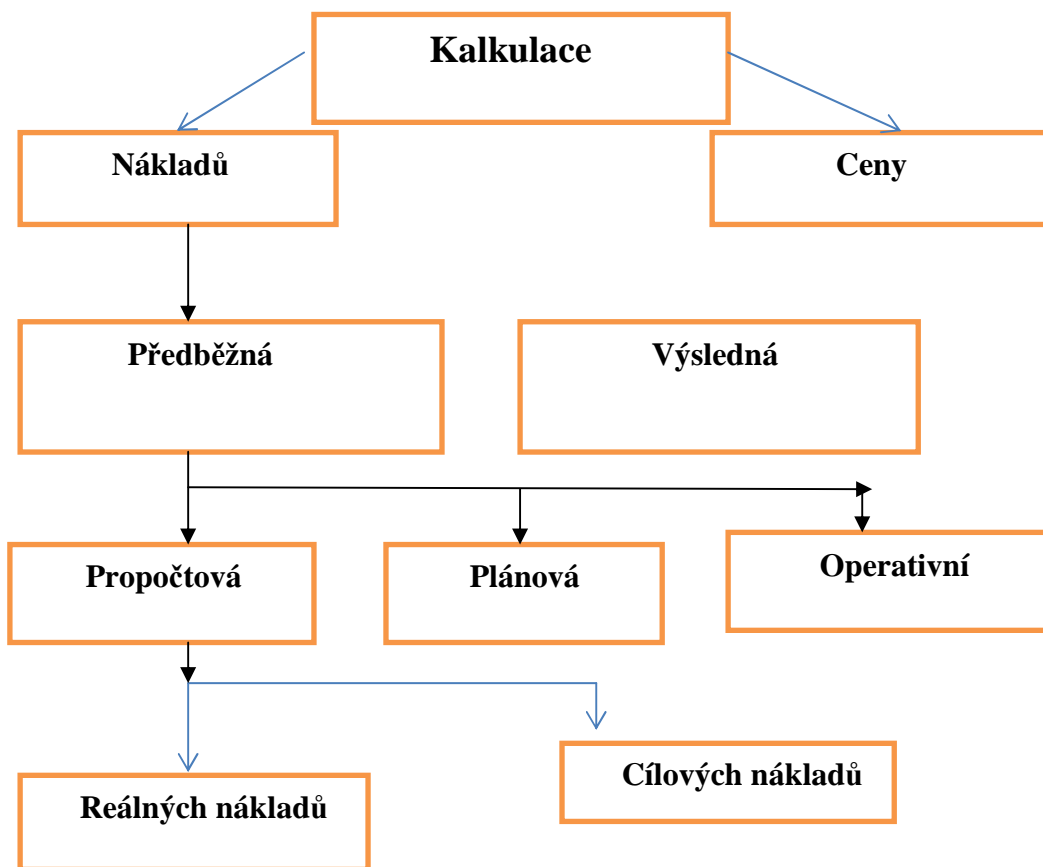 Kalkulace
Nákladů
Ceny
Předběžná
Výsledná
Propočtová
Plánová
Operativní
Cílových nákladů
Reálných nákladů